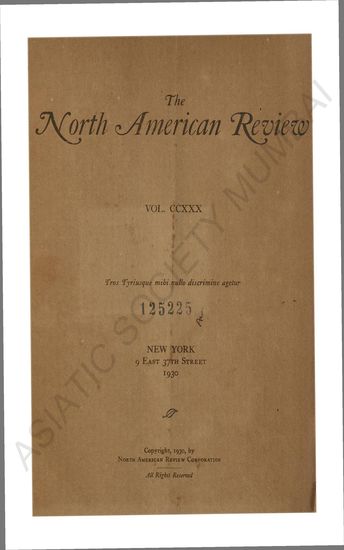 The
North American Review
VOL. CCXXX
Tros Tyriusque mihi nullo discrimine agetur
125225
NEW YORK
9 EAST 37TH STREET
1930
Copyright, 1930, by
NORTH AMERICAN REVIEW CORPORATION
All Rights Reserved
ASIATIC SOCIETY MUMBAI